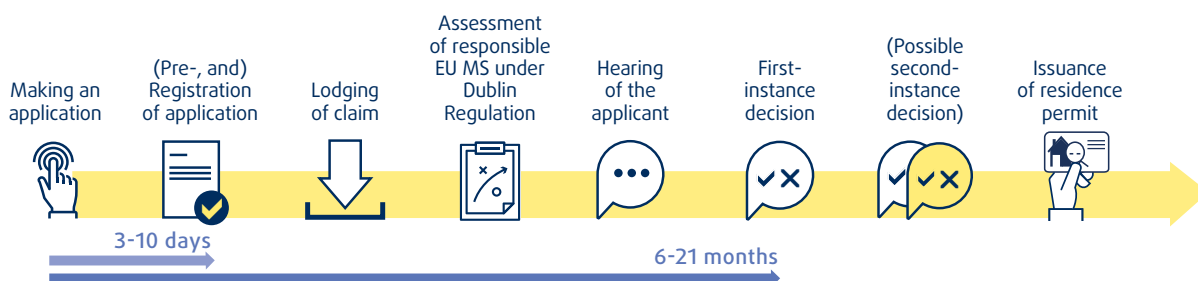 Making an
application
(Pre-, and)
Registration
of application
Lodging
of claim
Assessment
of responsible
EU MS under
Dublin
Regulation
Hearing
of the
applicant
First-
instance
decision
(Possible
second-
instance
decision)
Issuance
of residence
permit
3-10 days
6-21 months